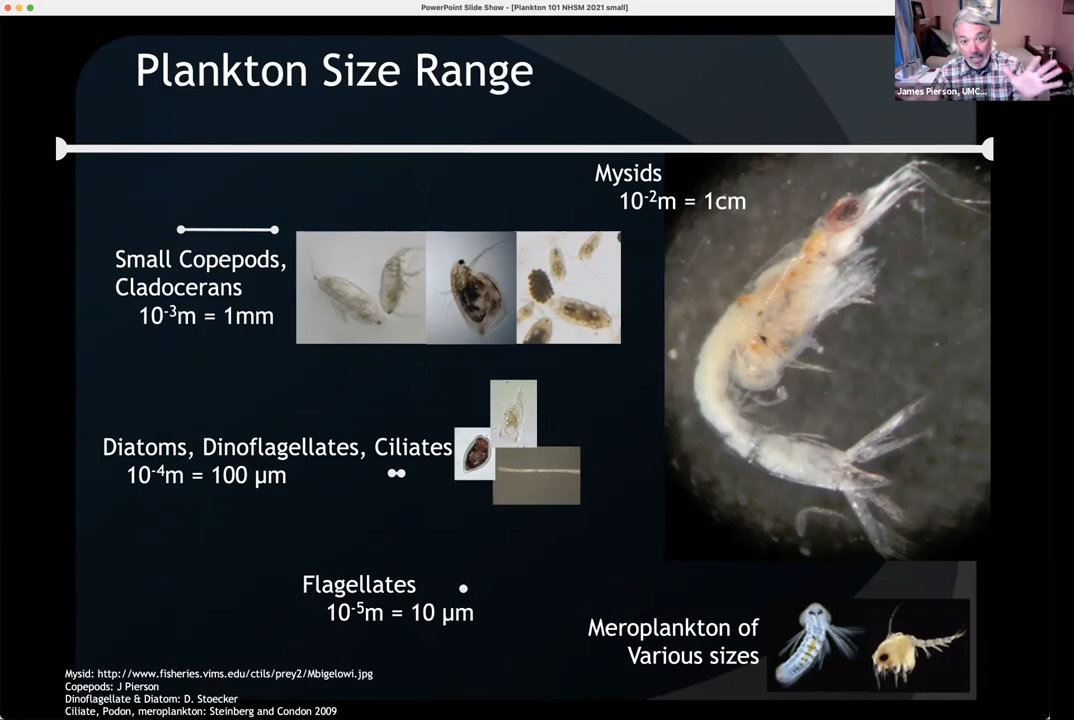 PowerPoint Slide Show - [Plankton 101 NHSM 2021 small]
James Pierson, UMC...
Plankton Size Range
Mysids
10⁻²m = 1cm
Small Copepods,
Cladocerans
10⁻³m = 1mm
Diatoms, Dinoflagellates, Ciliates
10⁻⁴m = 100 µm
Flagellates
10⁻⁵m = 10 µm
Meroplankton of
Various sizes
Mysid: http://www.fisheries.vims.edu/ctils/prey2/Mbigelowi.jpg
Copepods: J Pierson
Dinoflagellate & Diatom: D. Stoecker
Ciliate, Podon, meroplankton: Steinberg and Condon 2009